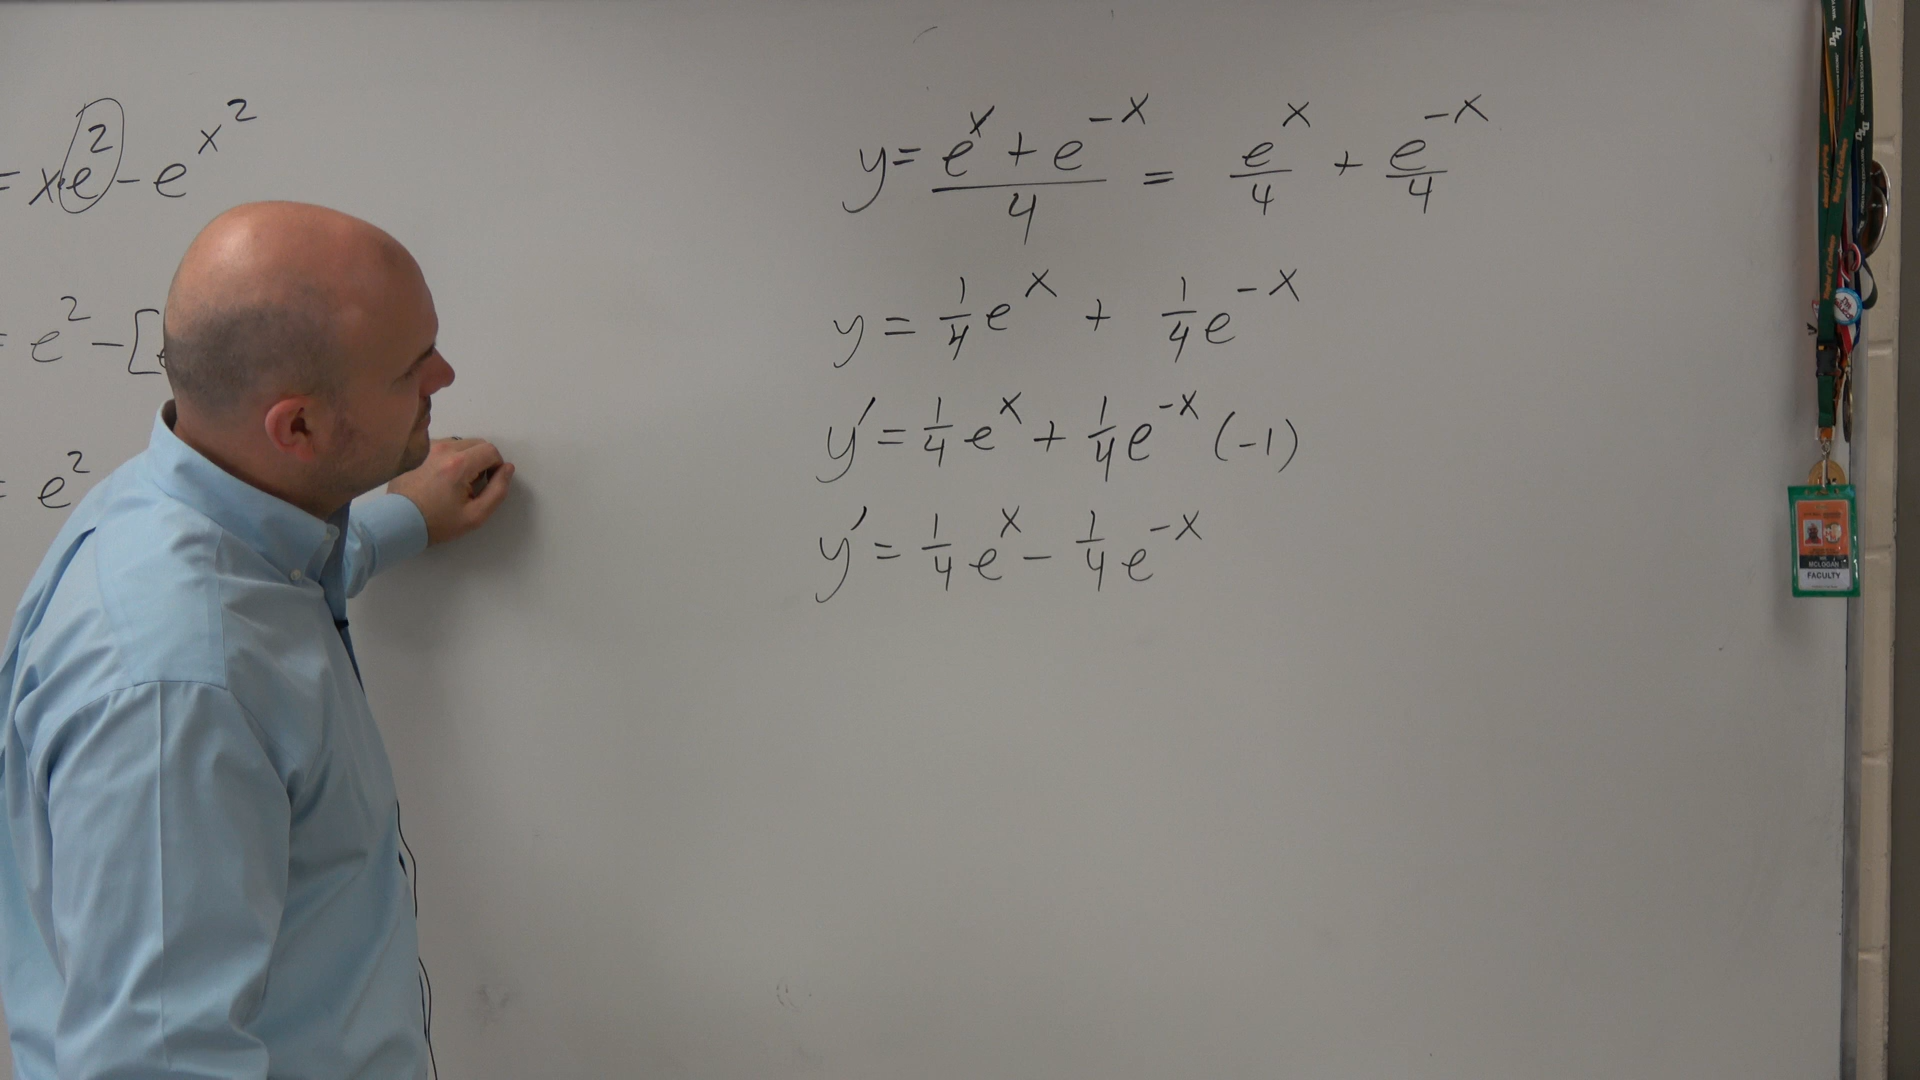 = x·e² - e^x²
= e² - [
= e²
y = (e^x + e^-x)/4 = e^x/4 + e^-x/4
y = 1/4 e^x + 1/4 e^-x
y' = 1/4 e^x + 1/4 e^-x (-1)
y' = 1/4 e^x - 1/4 e^-x
MCLOGAN
FACULTY